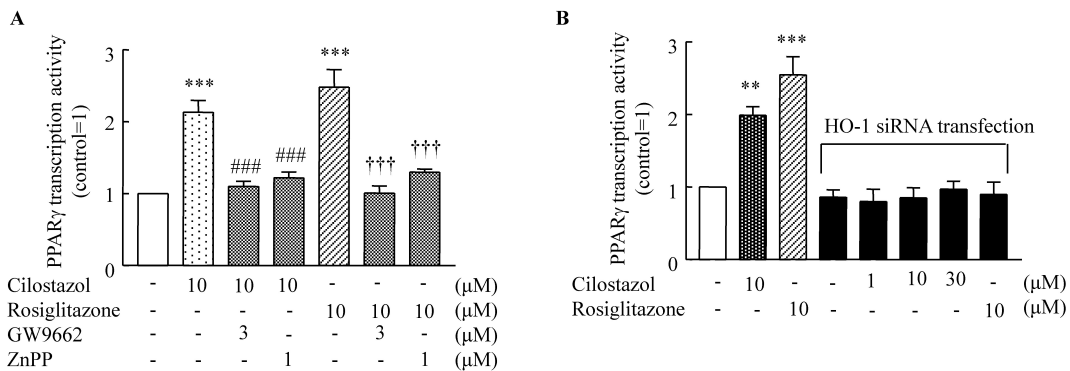 A
PPARγ transcription activity
(control=1)
3
2
1
0
***
###
###
***
†††
†††
Cilostazol - 10 10 10 - - - (μM)
Rosiglitazone - - - - 10 10 10 (μM)
GW9662 - - 3 - - 3 - (μM)
ZnPP - - - 1 - - 1 (μM)
B
PPARγ transcription activity
(control=1)
3
2
1
0
**
***
HO-1 siRNA transfection
Cilostazol - 10 - - 1 10 30 - (μM)
Rosiglitazone - - 10 - - - - 10 (μM)